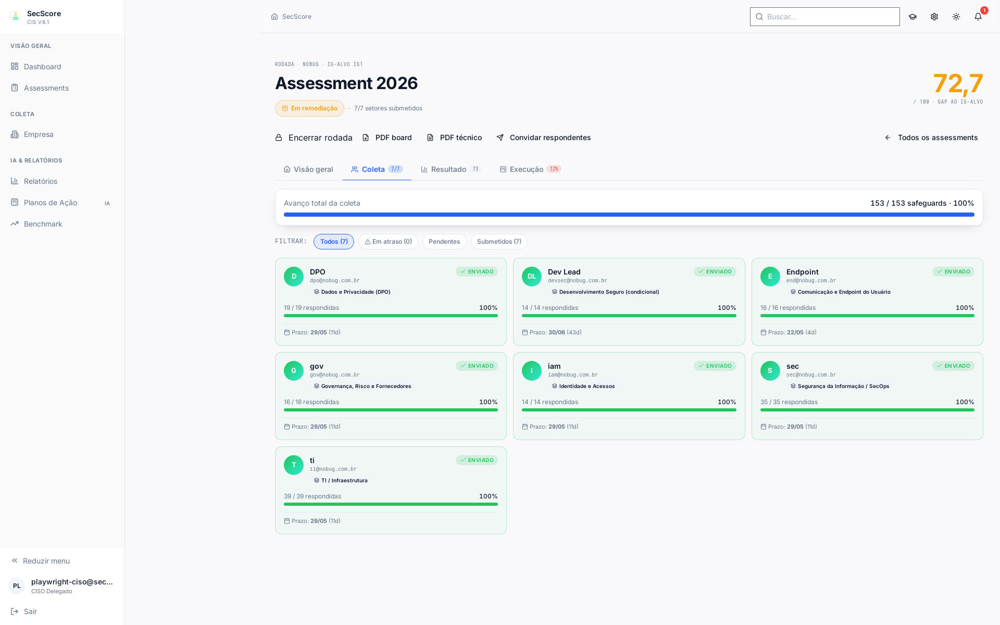 SecScore
CIS V8.1
VISÃO GERAL
Dashboard
Assessments
COLETA
Empresa
IA & RELATÓRIOS
Relatórios
Planos de Ação IA
Benchmark
Reduzir menu
PL
playwright-ciso@sec...
CISO Delegado
Sair
SecScore
Buscar...
1
RODADA · NOBUG · IG-ALVO IG1
Assessment 2026
Em remediação · 7/7 setores submetidos
72,7
/ 100 · GAP AO IG-ALVO
Encerrar rodada PDF board PDF técnico Convidar respondentes Todos os assessments
Visão geral Coleta 7/7 Resultado 73 Execução 12%
Avanço total da coleta 153 / 153 safeguards · 100%
FILTRAR: Todos (7) Em atraso (0) Pendentes Submetidos (7)
D
DPO
ENVIADO
dpo@nobug.com.br
Dados e Privacidade (DPO)
19 / 19 respondidas 100%
Prazo: 29/05 (11d)
DL
Dev Lead
ENVIADO
devsec@nobug.com.br
Desenvolvimento Seguro (condicional)
14 / 14 respondidas 100%
Prazo: 30/06 (43d)
E
Endpoint
ENVIADO
end@nobug.com.br
Comunicação e Endpoint do Usuário
16 / 16 respondidas 100%
Prazo: 22/05 (4d)
G
gov
ENVIADO
gov@nobug.com.br
Governança, Risco e Fornecedores
16 / 16 respondidas 100%
Prazo: 29/05 (11d)
I
iam
ENVIADO
iam@nobug.com.br
Identidade e Acessos
14 / 14 respondidas 100%
Prazo: 29/05 (11d)
S
sec
ENVIADO
sec@nobug.com.br
Segurança da Informação / SecOps
35 / 35 respondidas 100%
Prazo: 29/05 (11d)
T
ti
ENVIADO
ti@nobug.com.br
TI / Infraestrutura
39 / 39 respondidas 100%
Prazo: 29/05 (11d)